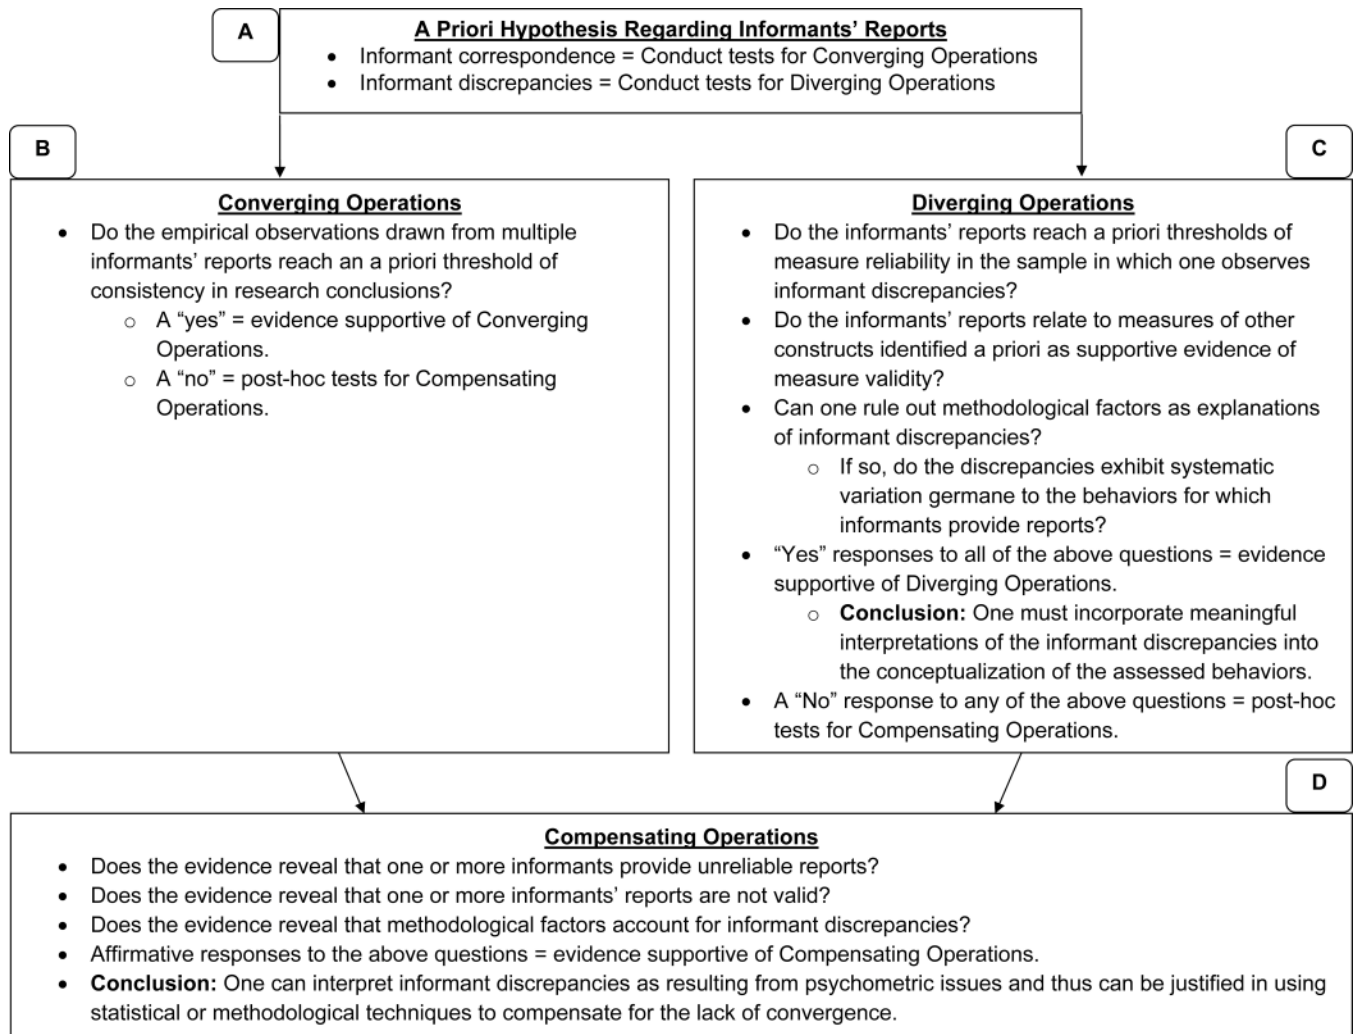 A
A Priori Hypothesis Regarding Informants’ Reports
• Informant correspondence = Conduct tests for Converging Operations
• Informant discrepancies = Conduct tests for Diverging Operations
B
Converging Operations
• Do the empirical observations drawn from multiple
informants’ reports reach an a priori threshold of
consistency in research conclusions?
o A “yes” = evidence supportive of Converging
Operations.
o A “no” = post-hoc tests for Compensating
Operations.
C
Diverging Operations
• Do the informants’ reports reach a priori thresholds of
measure reliability in the sample in which one observes
informant discrepancies?
• Do the informants’ reports relate to measures of other
constructs identified a priori as supportive evidence of
measure validity?
• Can one rule out methodological factors as explanations
of informant discrepancies?
o If so, do the discrepancies exhibit systematic
variation germane to the behaviors for which
informants provide reports?
• “Yes” responses to all of the above questions = evidence
supportive of Diverging Operations.
o Conclusion: One must incorporate meaningful
interpretations of the informant discrepancies into
the conceptualization of the assessed behaviors.
• A “No” response to any of the above questions = post-hoc
tests for Compensating Operations.
D
Compensating Operations
• Does the evidence reveal that one or more informants provide unreliable reports?
• Does the evidence reveal that one or more informants’ reports are not valid?
• Does the evidence reveal that methodological factors account for informant discrepancies?
• Affirmative responses to the above questions = evidence supportive of Compensating Operations.
• Conclusion: One can interpret informant discrepancies as resulting from psychometric issues and thus can be justified in using
statistical or methodological techniques to compensate for the lack of convergence.